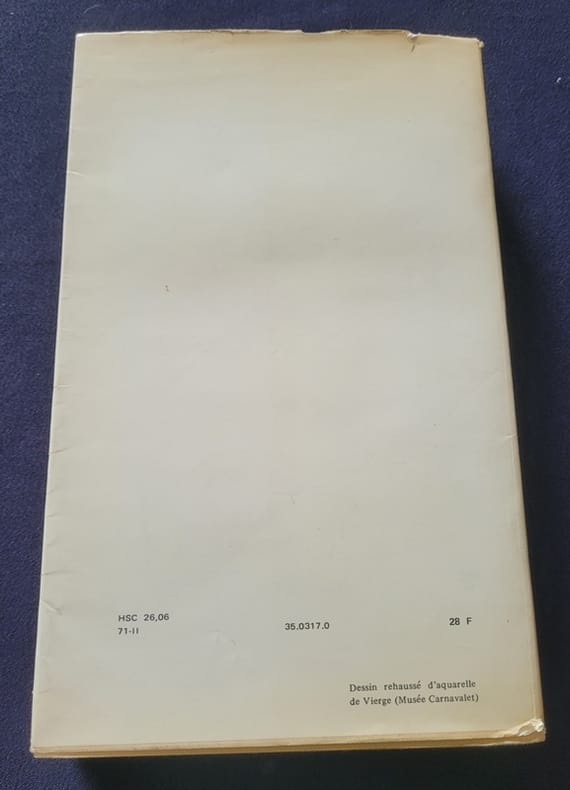 HSC 26,06
71-II
35.0317.0
28 F
Dessin rehaussé d'aquarelle
de Vierge (Musée Carnavalet)